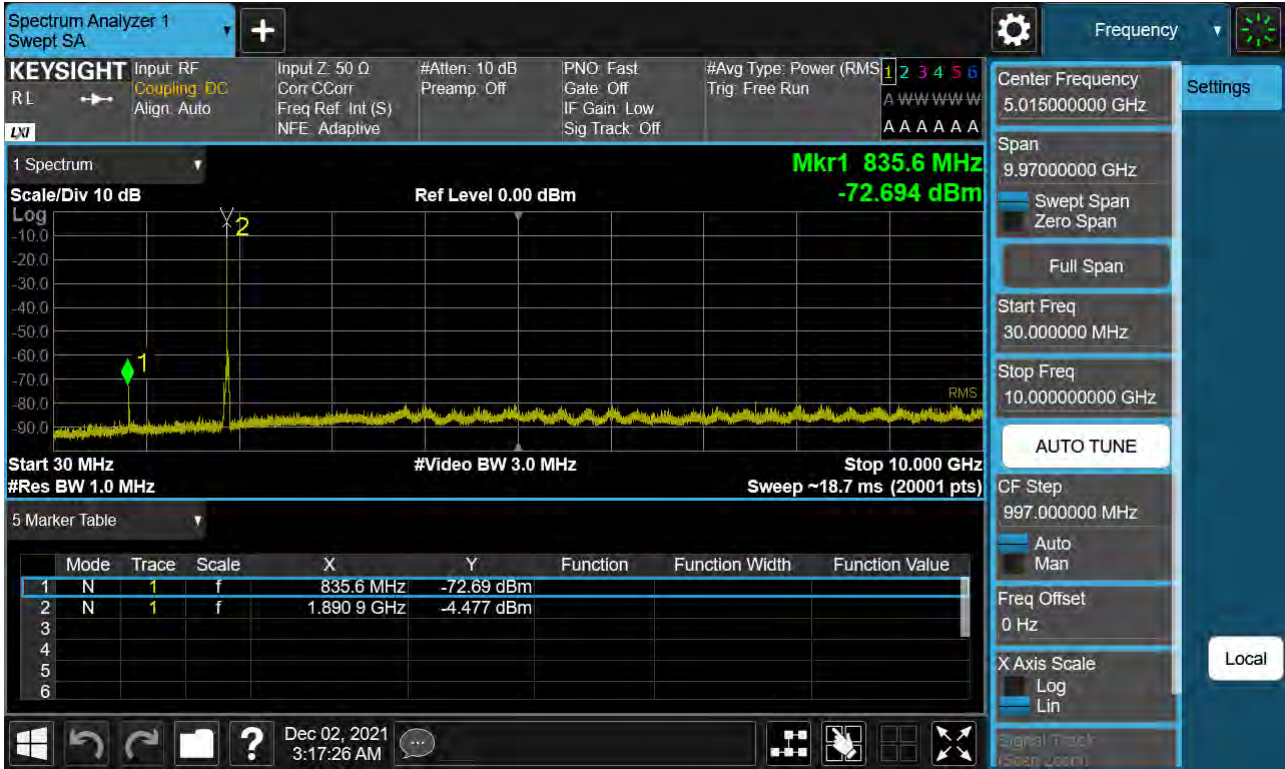 Spectrum Analyzer 1
Swept SA
+
Frequency
KEYSIGHT
RL
LXI
Input: RF
Coupling: DC
Align: Auto
Input Z: 50 Ω
Corr CCorr
Freq Ref: Int (S)
NFE: Adaptive
#Atten: 10 dB
Preamp: Off
PNO: Fast
Gate: Off
IF Gain: Low
Sig Track: Off
#Avg Type: Power (RMS
Trig: Free Run
1 2 3 4 5 6
A W W W W W
A A A A A A
1 Spectrum
Mkr1 835.6 MHz
-72.694 dBm
Scale/Div 10 dB
Ref Level 0.00 dBm
Log
-10.0
-20.0
-30.0
-40.0
-50.0
-60.0
-70.0
-80.0
-90.0
1
2
RMS
Start 30 MHz
#Video BW 3.0 MHz
Stop 10.000 GHz
#Res BW 1.0 MHz
Sweep ~18.7 ms (20001 pts)
5 Marker Table
Mode Trace Scale X Y Function Function Width Function Value
1 N 1 f 835.6 MHz -72.69 dBm
2 N 1 f 1.890 9 GHz -4.477 dBm
3
4
5
6
Dec 02, 2021
3:17:26 AM
?
Center Frequency
5.015000000 GHz
Settings
Span
9.97000000 GHz
Swept Span
Zero Span
Full Span
Start Freq
30.000000 MHz
Stop Freq
10.000000000 GHz
AUTO TUNE
CF Step
997.000000 MHz
Auto
Man
Freq Offset
0 Hz
X Axis Scale
Log
Lin
Local
Signal Track
(Span Zoom)